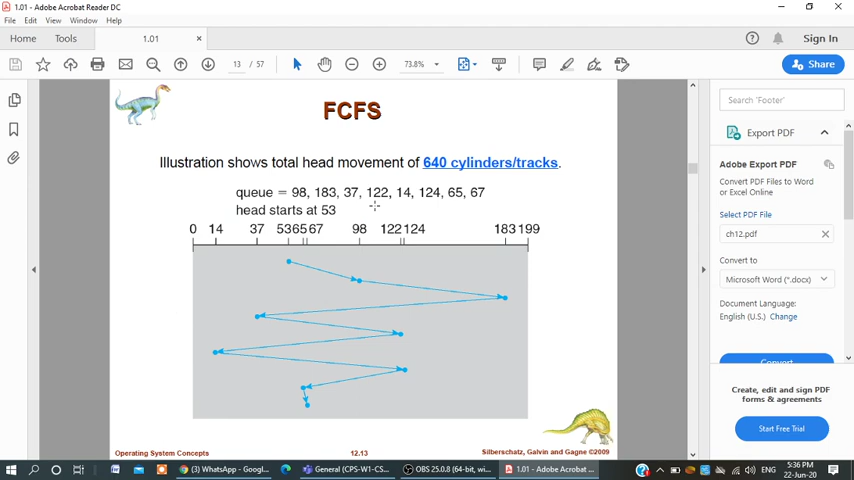 1.01 - Adobe Acrobat Reader DC
File Edit View Window Help
Home Tools 1.01 × Sign In
13 / 57 73.8% Share
FCFS
Illustration shows total head movement of 640 cylinders/tracks.
queue = 98, 183, 37, 122, 14, 124, 65, 67
head starts at 53
0 14 37 536567 98 122124 183199
Operating System Concepts 12.13 Silberschatz, Galvin and Gagne ©2009
Search 'Footer'
Export PDF
Adobe Export PDF
Convert PDF Files to Word
or Excel Online
Select PDF File
ch12.pdf
Convert to
Microsoft Word (*.docx)
Document Language:
English (U.S.) Change
Convert
Create, edit and sign PDF
forms & agreements
Start Free Trial
(3) WhatsApp - Googl... General (CPS-W1-CS... OBS 25.0.8 (64-bit, wi... 1.01 - Adobe Acrobat... ENG 5:36 PM
22-Jun-20